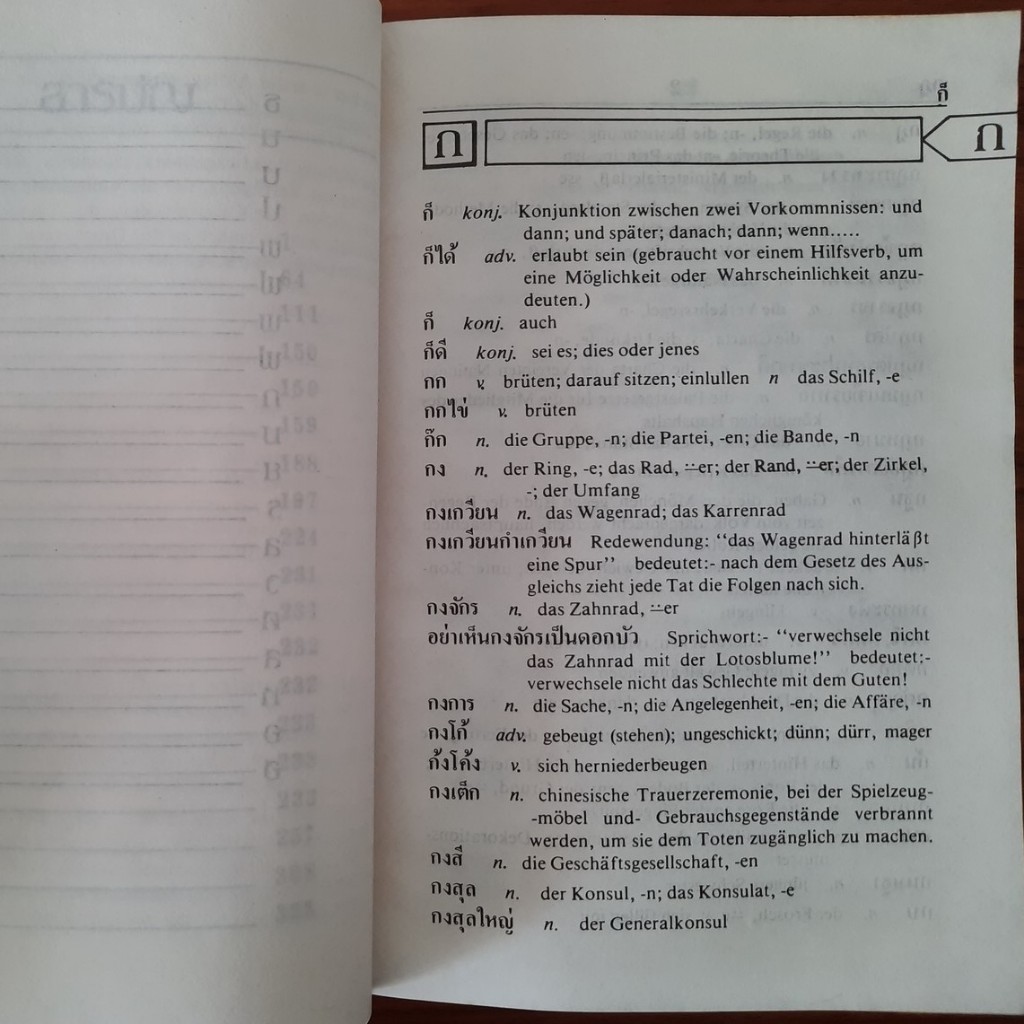 สารบัญ
ก็
ก
ก
ก็ konj. Konjunktion zwischen zwei Vorkommnissen: und
dann; und später; danach; dann; wenn.....
ก็ได้ adv. erlaubt sein (gebraucht vor einem Hilfsverb, um
eine Möglichkeit oder Wahrscheinlichkeit anzu-
deuten.)
ก็ konj. auch
ก็ดี konj. sei es; dies oder jenes
กก v. brüten; darauf sitzen; einlullen n das Schilf, -e
กกไข่ v. brüten
ก๊ก n. die Gruppe, -n; die Partei, -en; die Bande, -n
กง n. der Ring, -e; das Rad, -̈er; der Rand, -̈er; der Zirkel,
-; der Umfang
กงเกวียน n. das Wagenrad; das Karrenrad
กงเกวียนกำเกวียน Redewendung: “das Wagenrad hinterläßt
eine Spur” bedeutet:- nach dem Gesetz des Aus-
gleichs zieht jede Tat die Folgen nach sich.
กงจักร n. das Zahnrad, -̈er
อย่าเห็นกงจักรเป็นดอกบัว Sprichwort:- “verwechsele nicht
das Zahnrad mit der Lotosblume!” bedeutet:-
verwechsele nicht das Schlechte mit dem Guten!
กงการ n. die Sache, -n; die Angelegenheit, -en; die Affäre, -n
กงโก้ adv. gebeugt (stehen); ungeschickt; dünn; dürr, mager
ก้งโค้ง v. sich herniederbeugen
กงเต็ก n. chinesische Trauerzeremonie, bei der Spielzeug-
-möbel und- Gebrauchsgegenstände verbrannt
werden, um sie dem Toten zugänglich zu machen.
กงสี n. die Geschäftsgesellschaft, -en
กงสุล n. der Konsul, -n; das Konsulat, -e
กงสุลใหญ่ n. der Generalkonsul